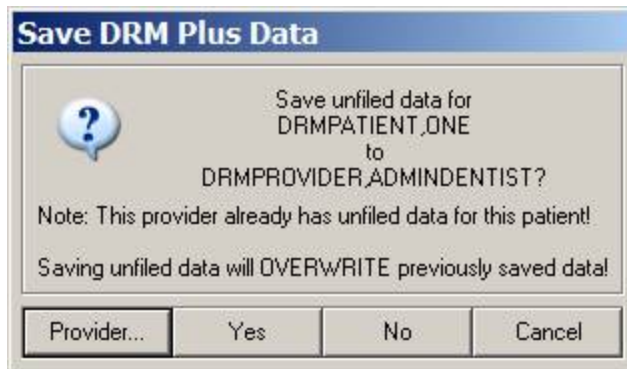 Save DRM Plus Data
Save unfiled data for
DRMPATIENT,ONE
to
DRMPROVIDER,ADMINDENTIST?
Note: This provider already has unfiled data for this patient!
Saving unfiled data will OVERWRITE previously saved data!
Provider... Yes No Cancel